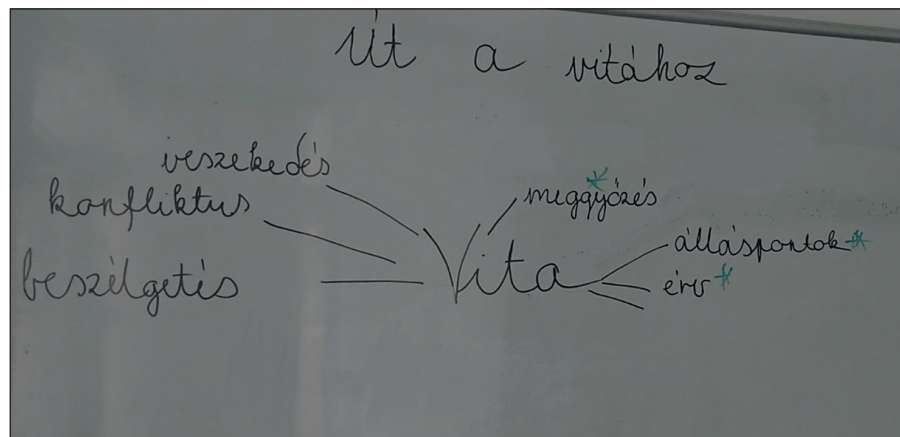 Út a vitához
veszekedés
konfliktus
beszélgetés
Vita
meggyőzés *
álláspontok *
érv *